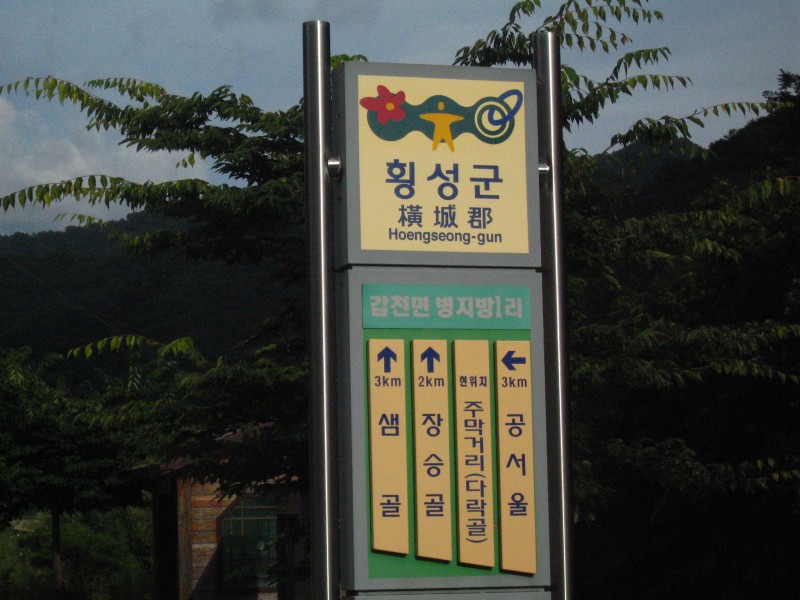 횡성군
橫城郡
Hoengseong-gun
갑천면 병지방1리
3km
샘골
2km
장승골
현위치
주막거리(다락골)
3km
공서울